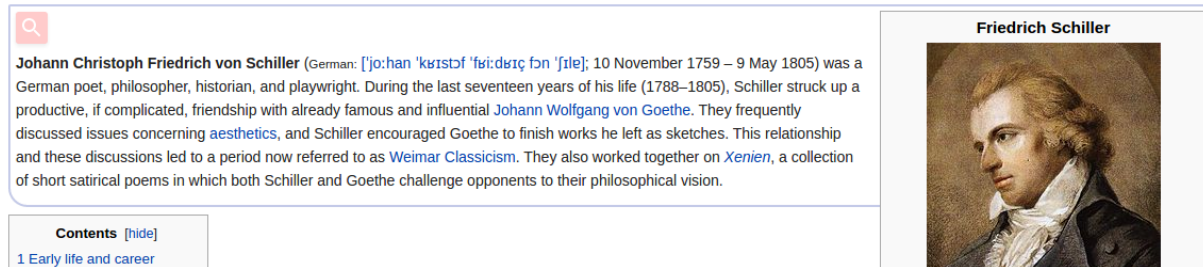 Friedrich Schiller
Johann Christoph Friedrich von Schiller (German: [ˈjoːhan ˈkʁɪstɔf ˈfʁiːdʁɪç fɔn ˈʃɪlɐ]; 10 November 1759 – 9 May 1805) was a
German poet, philosopher, historian, and playwright. During the last seventeen years of his life (1788–1805), Schiller struck up a
productive, if complicated, friendship with already famous and influential Johann Wolfgang von Goethe. They frequently
discussed issues concerning aesthetics, and Schiller encouraged Goethe to finish works he left as sketches. This relationship
and these discussions led to a period now referred to as Weimar Classicism. They also worked together on Xenien, a collection
of short satirical poems in which both Schiller and Goethe challenge opponents to their philosophical vision.
Contents [hide]
1 Early life and career